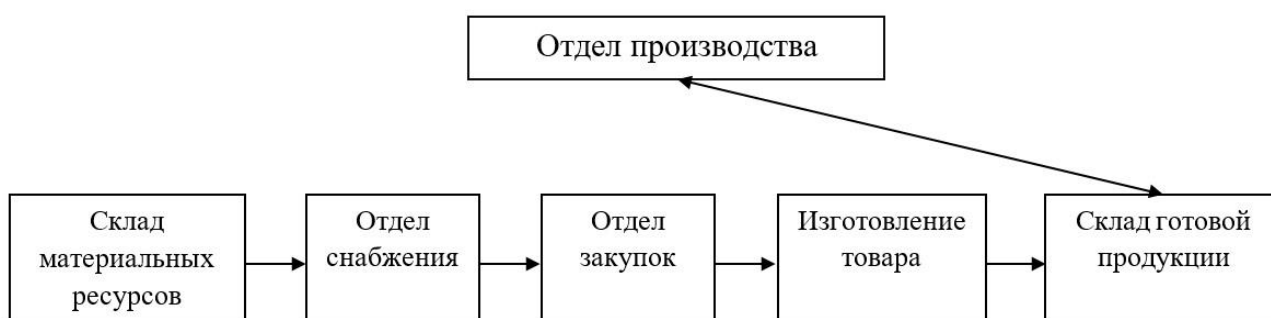 Отдел производства
Склад
материальных
ресурсов
Отдел
снабжения
Отдел
закупок
Изготовление
товара
Склад готовой
продукции